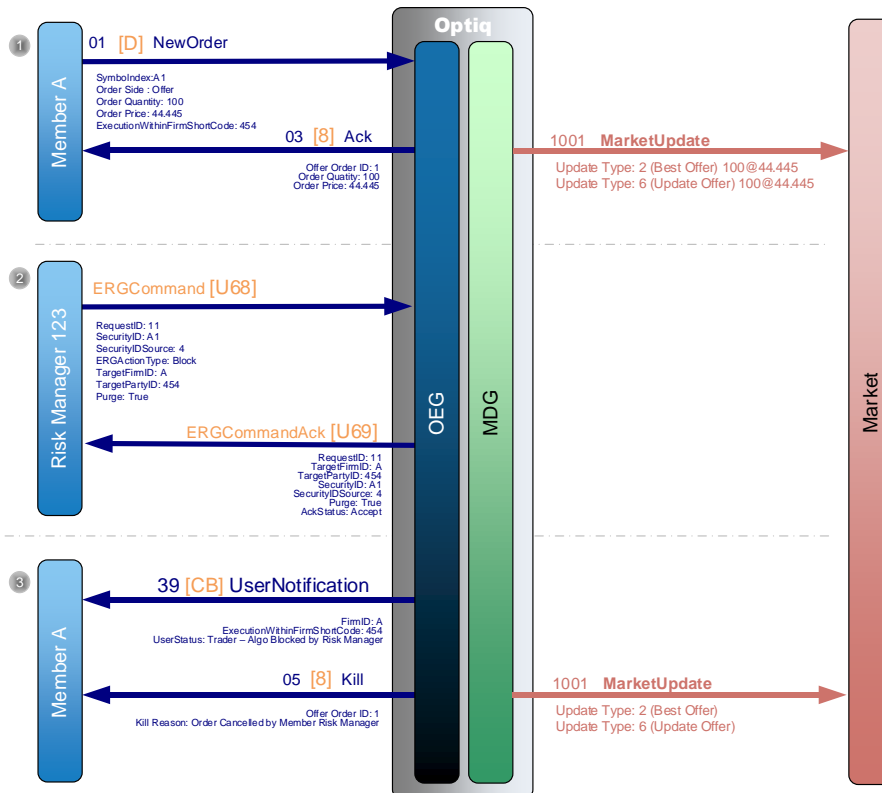 Optiq
1
Member A
01 [D] NewOrder
SymbolIndex:A1
Order Side : Offer
Order Quantity: 100
Order Price: 44.445
ExecutionWithinFirmShortCode: 454
03 [8] Ack
Offer Order ID: 1
Order Quatity: 100
Order Price: 44.445
1001 MarketUpdate
Update Type: 2 (Best Offer) 100@44.445
Update Type: 6 (Update Offer) 100@44.445
OEG
MDG
Market
2
Risk Manager 123
ERGCommand [U68]
RequestID: 11
SecurityID: A1
SecurityIDSource: 4
ERGActionType: Block
TargetFirmID: A
TargetPartyID: 454
Purge: True
ERGCommandAck [U69]
RequestID: 11
TargetFirmID: A
TargetPartyID: 454
SecurityID: A1
SecurityIDSource: 4
Purge: True
AckStatus: Accept
3
Member A
39 [CB] UserNotification
FirmID: A
ExecutionWithinFirmShortCode: 454
UserStatus: Trader – Algo Blocked by Risk Manager
05 [8] Kill
Offer Order ID: 1
Kill Reason: Order Cancelled by Member Risk Manager
1001 MarketUpdate
Update Type: 2 (Best Offer)
Update Type: 6 (Update Offer)